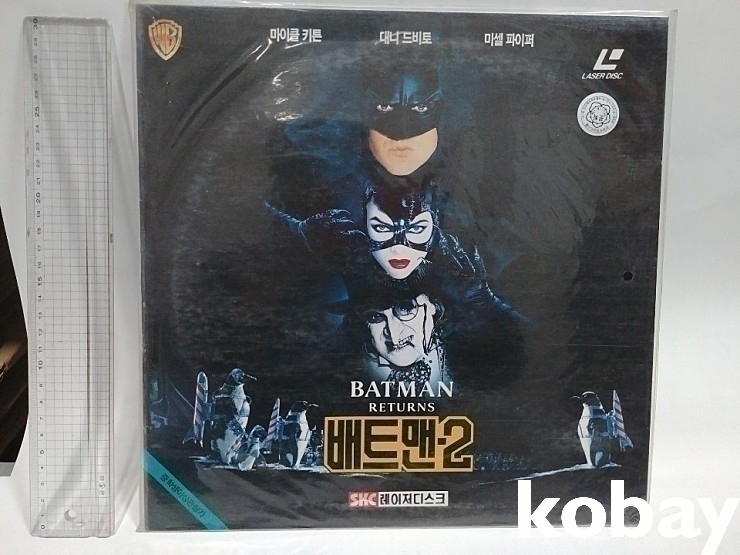 마이클 키튼 대니 드비토 미셸 파이퍼
LASER DISC
BATMAN
RETURNS
배트맨·2
SKC 레이저디스크
kobay